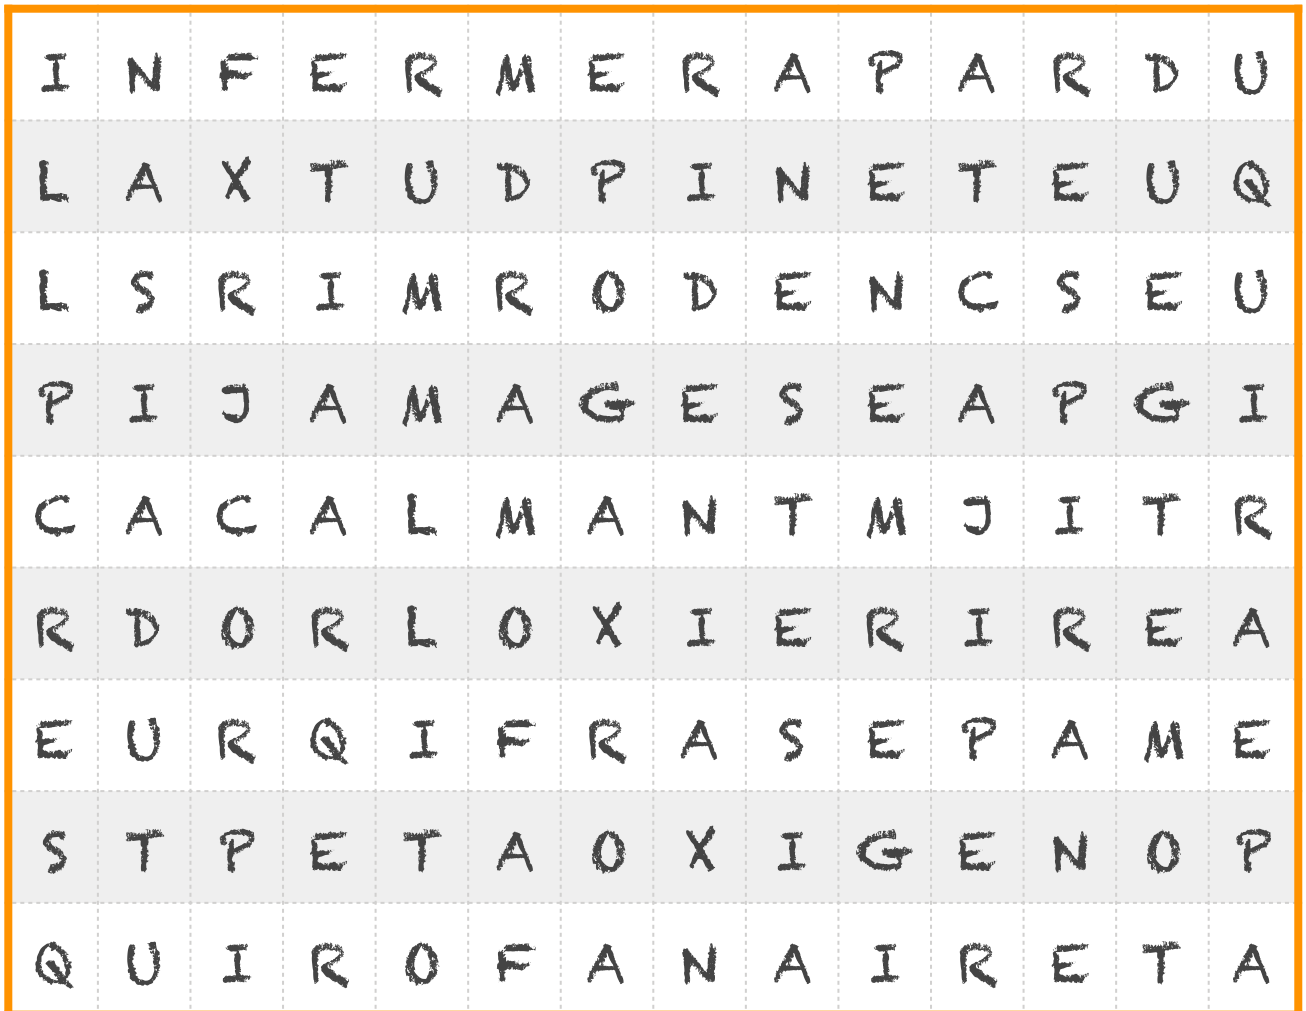 I N F E R M E R A P A R D U
L A X T U D P I N E T E U Q
L S R I M R O D E N C S E U
P I J A M A G E S E A P G I
C A C A L M A N T M J I T R
R D O R L O X I E R I R E A
E U R Q I F R A S E P A M E
S T P E T A O X I G E N O P
Q U I R O F A N A I R E T A